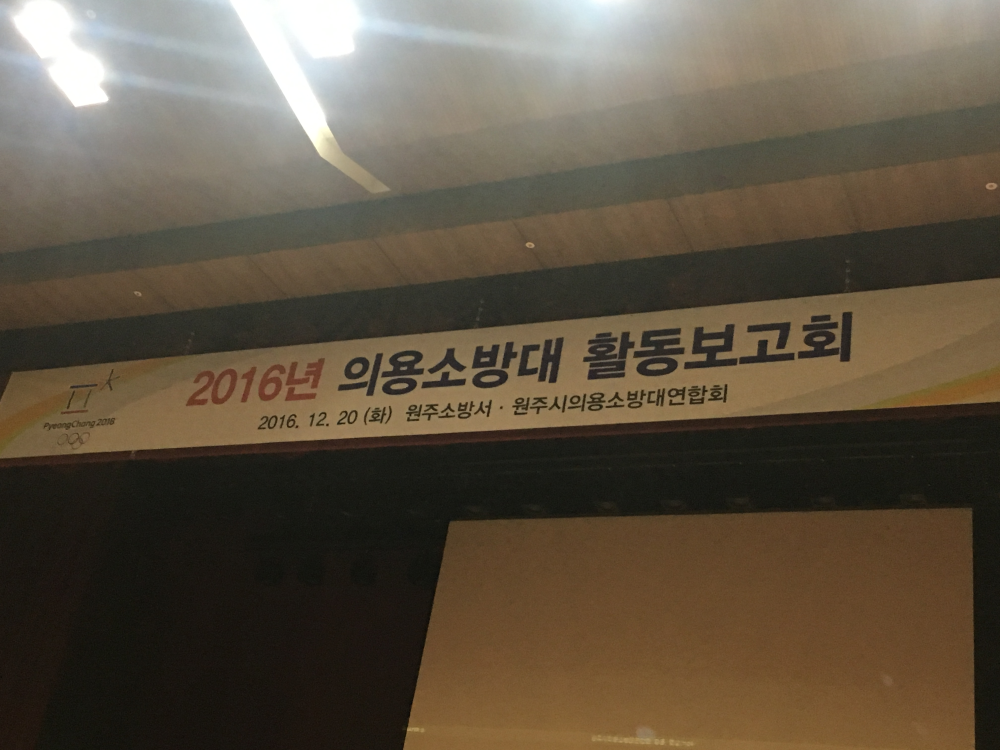 2016년 의용소방대 활동보고회
2016. 12. 20 (화) 원주소방서 · 원주시의용소방대연합회
PyeongChang 2018